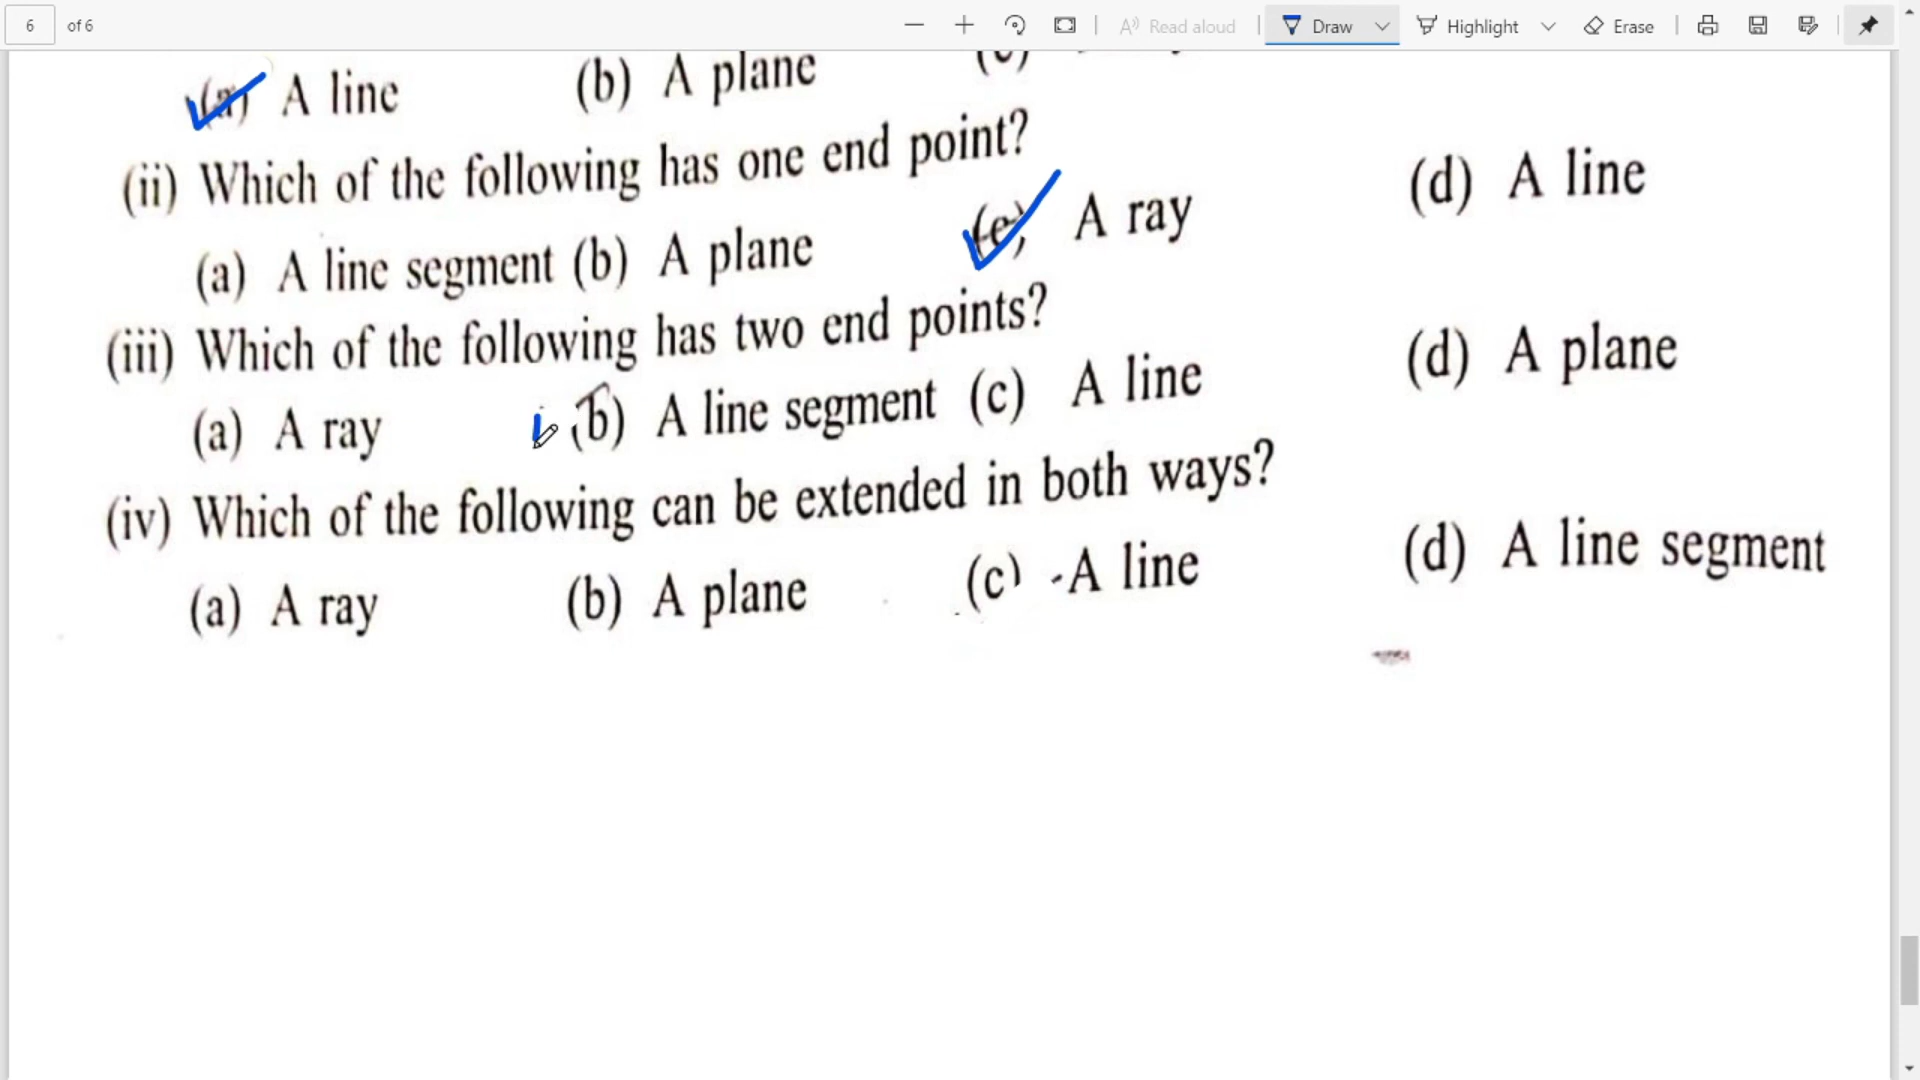 6 of 6 Read aloud Draw Highlight Erase
(a) A line (b) A plane (c)
(ii) Which of the following has one end point?
(a) A line segment (b) A plane (c) A ray (d) A line
(iii) Which of the following has two end points?
(a) A ray (b) A line segment (c) A line (d) A plane
(iv) Which of the following can be extended in both ways?
(a) A ray (b) A plane (c) A line (d) A line segment